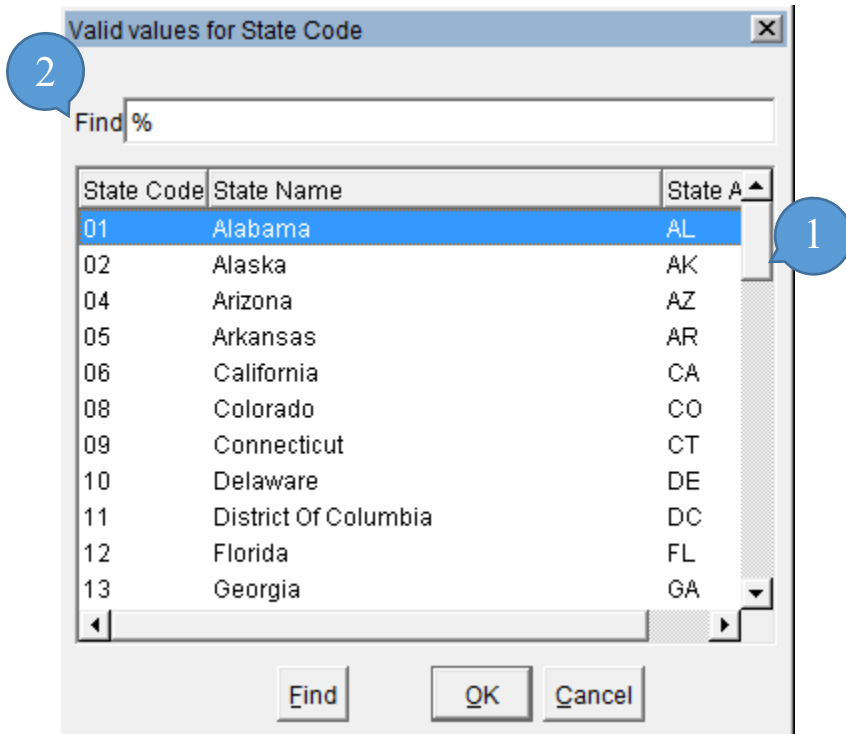 Valid values for State Code
2
Find %
State Code State Name State A
01 Alabama AL
1
02 Alaska AK
04 Arizona AZ
05 Arkansas AR
06 California CA
08 Colorado CO
09 Connecticut CT
10 Delaware DE
11 District Of Columbia DC
12 Florida FL
13 Georgia GA
Find OK Cancel